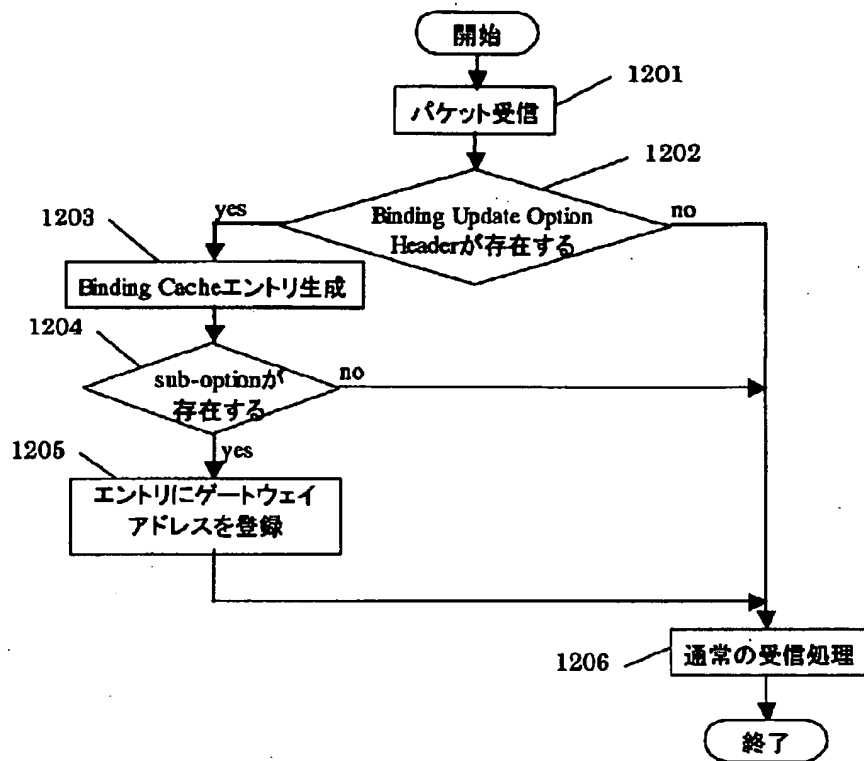 開始
1201
パケット受信
1202
Binding Update Option
Headerが存在する
yes
no
1203
Binding Cacheエントリ生成
1204
sub-optionが
存在する
no
yes
1205
エントリにゲートウェイ
アドレスを登録
1206
通常の受信処理
終了